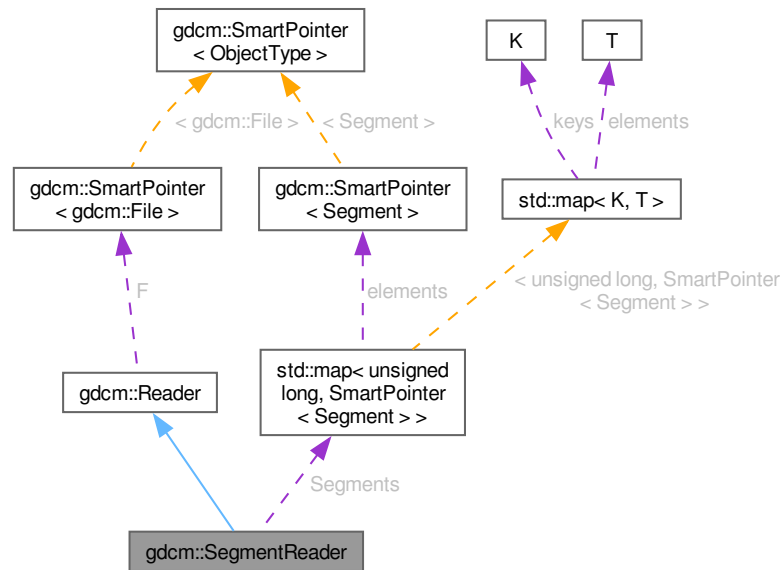 gdcm::SmartPointer
< ObjectType >
K
T
< gdcm::File >
< Segment >
keys
elements
gdcm::SmartPointer
< gdcm::File >
gdcm::SmartPointer
< Segment >
std::map< K, T >
F
elements
< unsigned long, SmartPointer
< Segment > >
gdcm::Reader
std::map< unsigned
long, SmartPointer
< Segment > >
Segments
gdcm::SegmentReader